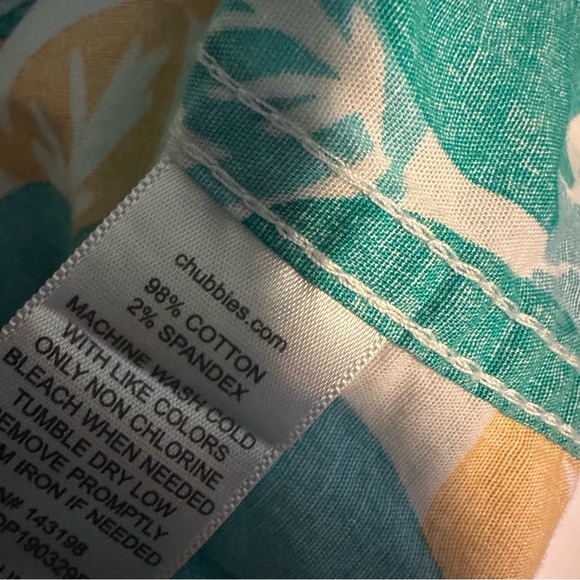 chubbies.com
98% COTTON
2% SPANDEX
MACHINE WASH COLD
WITH LIKE COLORS
ONLY NON CHLORINE
BLEACH WHEN NEEDED
TUMBLE DRY LOW
REMOVE PROMPTLY
IRON IF NEEDED
143198